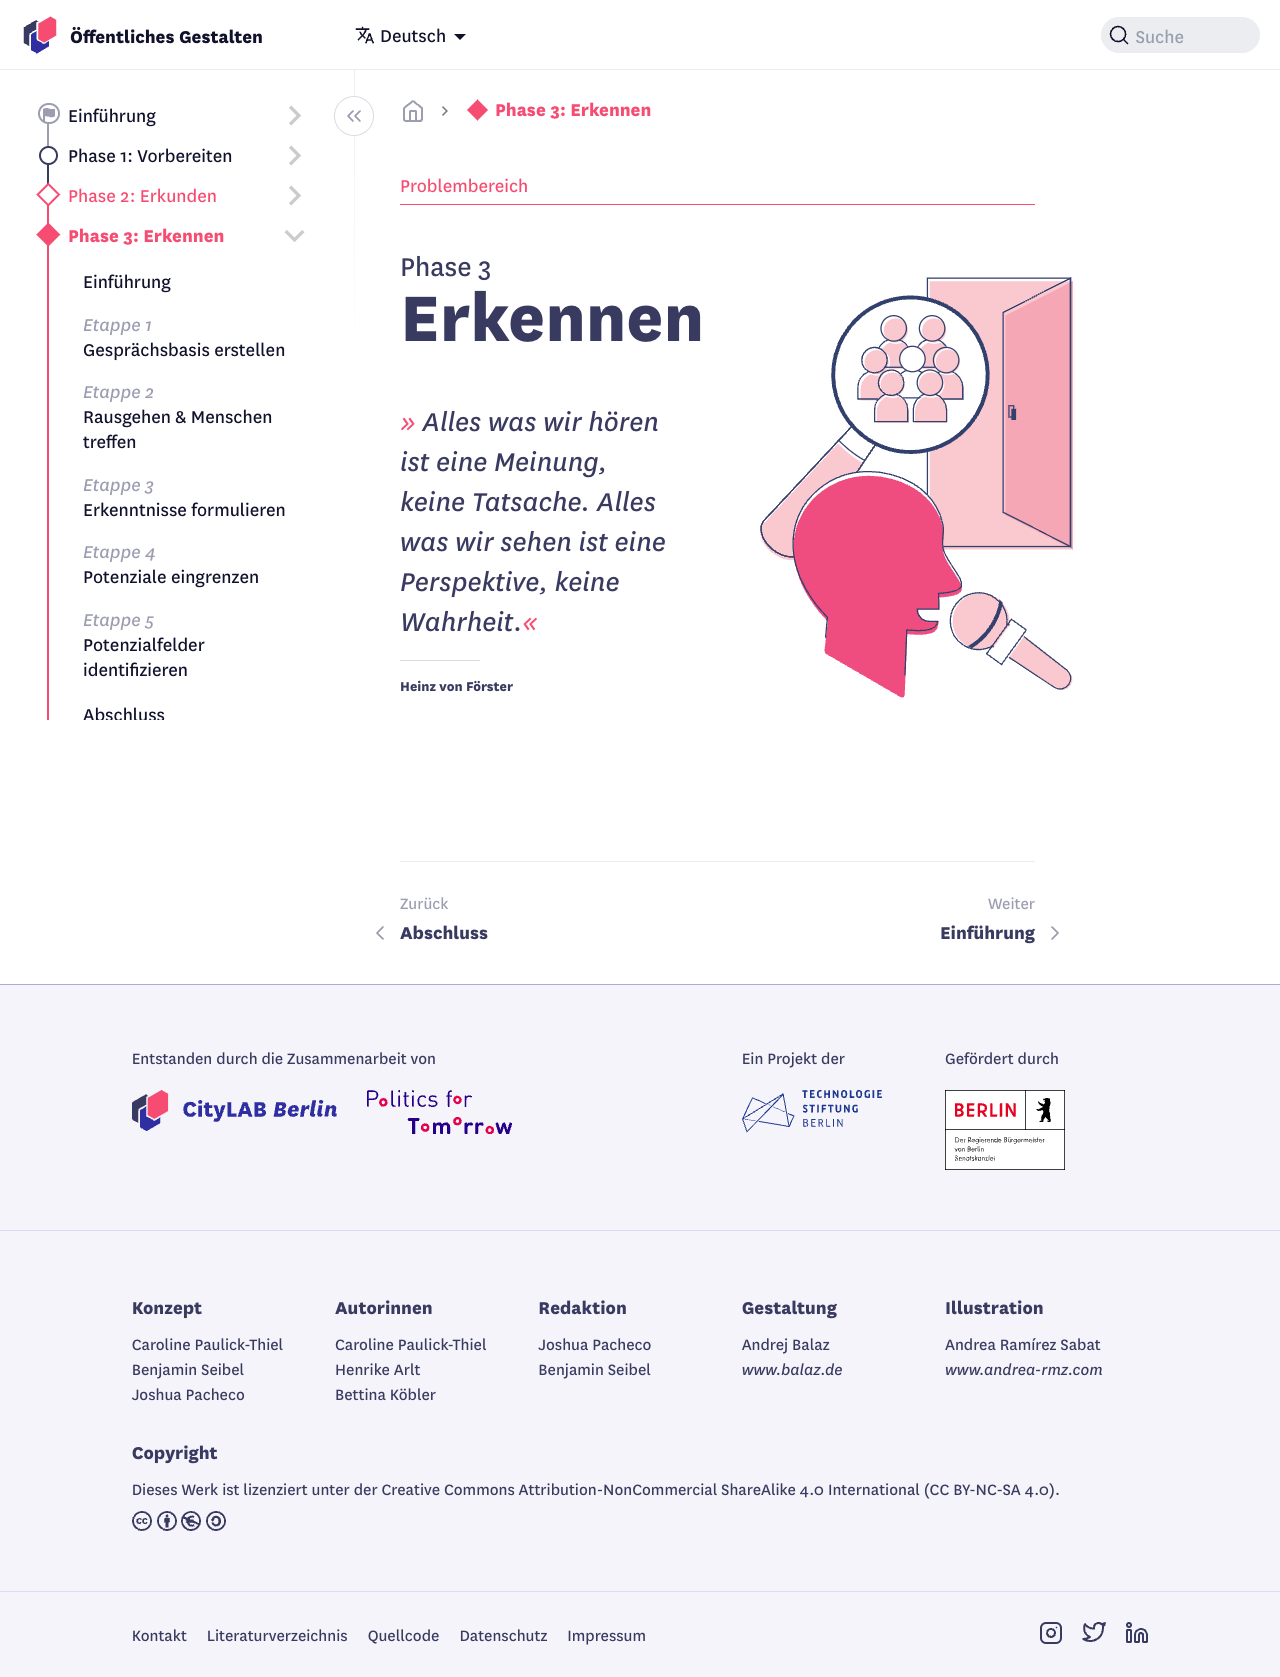 Öffentliches Gestalten
Deutsch
Suche
Einführung
Phase 1: Vorbereiten
Phase 2: Erkunden
Phase 3: Erkennen
Einführung
Etappe 1
Gesprächsbasis erstellen
Etappe 2
Rausgehen & Menschen
treffen
Etappe 3
Erkenntnisse formulieren
Etappe 4
Potenziale eingrenzen
Etappe 5
Potenzialfelder
identifizieren
Abschluss
Phase 3: Erkennen
Problembereich
Phase 3
Erkennen
» Alles was wir hören
ist eine Meinung,
keine Tatsache. Alles
was wir sehen ist eine
Perspektive, keine
Wahrheit.«
Heinz von Förster
Zurück
Abschluss
Weiter
Einführung
Entstanden durch die Zusammenarbeit von
CityLAB Berlin
Politics for
Tomorrow
Ein Projekt der
TECHNOLOGIE
STIFTUNG
BERLIN
Gefördert durch
BERLIN
Der Regierende Bürgermeister
von Berlin
Senatskanzlei
Konzept
Caroline Paulick-Thiel
Benjamin Seibel
Joshua Pacheco
Autorinnen
Caroline Paulick-Thiel
Henrike Arlt
Bettina Köbler
Redaktion
Joshua Pacheco
Benjamin Seibel
Gestaltung
Andrej Balaz
www.balaz.de
Illustration
Andrea Ramírez Sabat
www.andrea-rmz.com
Copyright
Dieses Werk ist lizenziert unter der Creative Commons Attribution-NonCommercial ShareAlike 4.0 International (CC BY-NC-SA 4.0).
Kontakt Literaturverzeichnis Quellcode Datenschutz Impressum